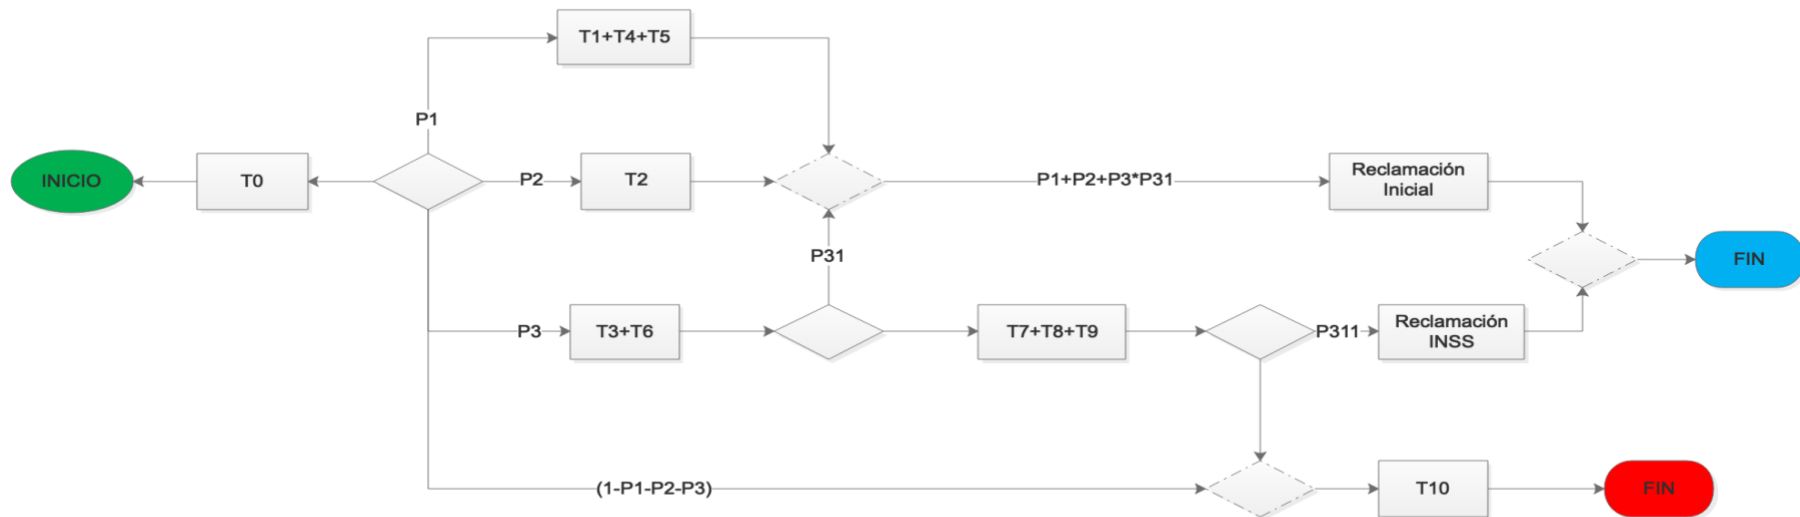 T1+T4+T5
P1
INICIO
T0
P2
T2
P1+P2+P3*P31
Reclamación
Inicial
P31
FIN
P3
T3+T6
T7+T8+T9
P311
Reclamación
INSS
(1-P1-P2-P3)
T10
FIN